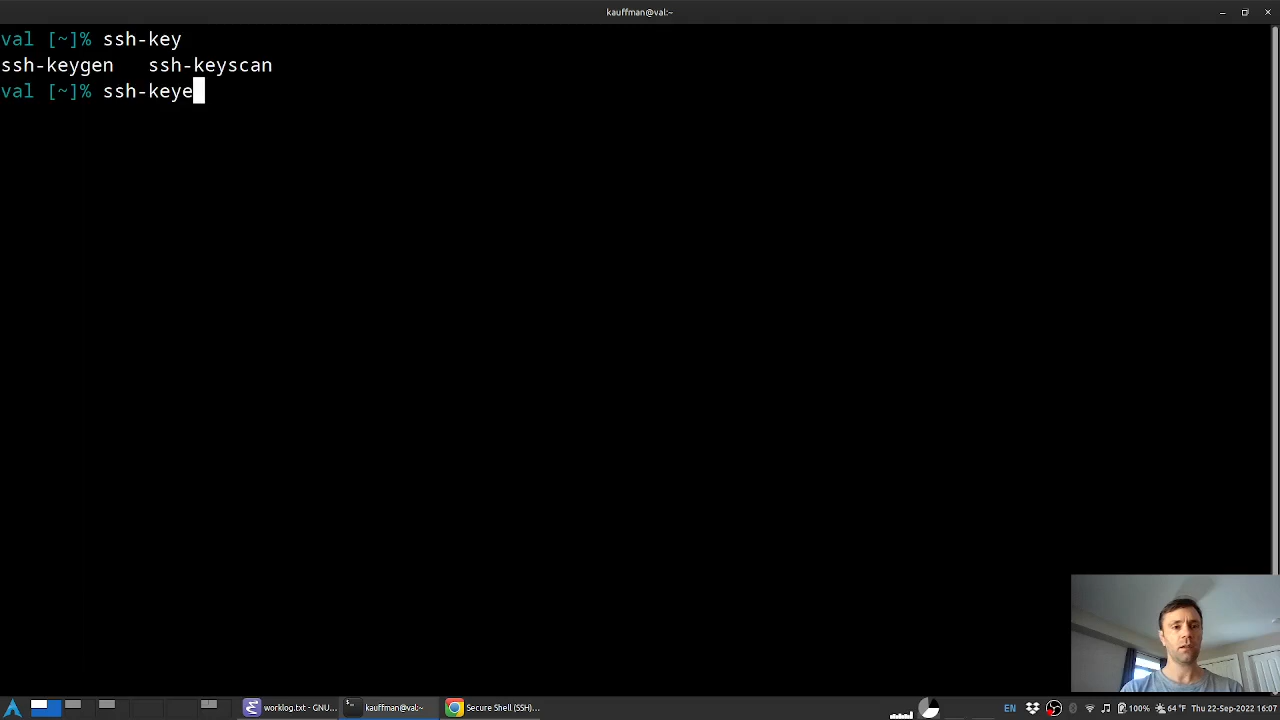 kauffman@val:~
val [~]% ssh-key
ssh-keygen   ssh-keyscan
val [~]% ssh-keye
worklog.txt - GNU... kauffman@val:~ Secure Shell (SSH)... EN 100% 64°F Thu 22-Sep-2022 16:07